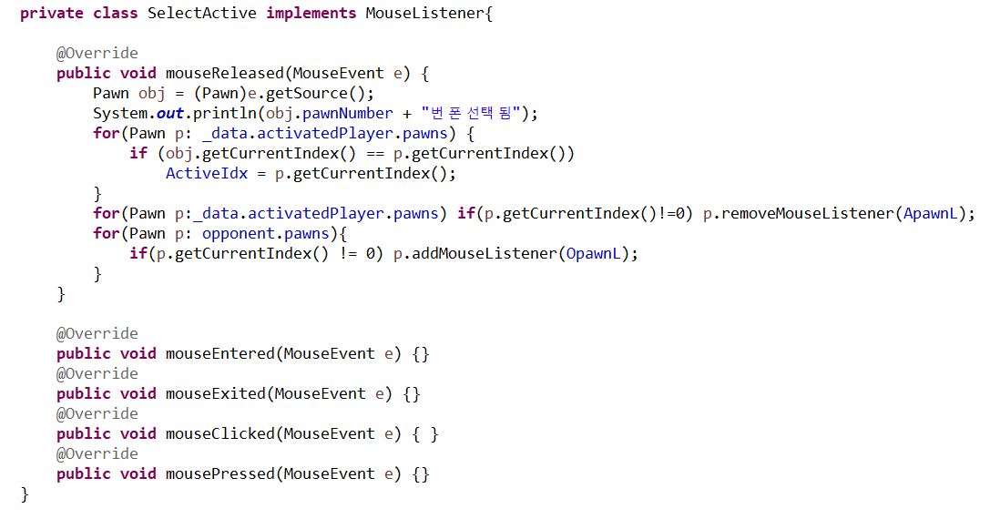 private class SelectActive implements MouseListener{
@Override
public void mouseReleased(MouseEvent e) {
Pawn obj = (Pawn)e.getSource();
System.out.println(obj.pawnNumber + "번 폰 선택 됨");
for(Pawn p: _data.activatedPlayer.pawns) {
if (obj.getCurrentIndex() == p.getCurrentIndex())
ActiveIdx = p.getCurrentIndex();
}
for(Pawn p:_data.activatedPlayer.pawns) if(p.getCurrentIndex()!=0) p.removeMouseListener(ApawnL);
for(Pawn p: opponent.pawns){
if(p.getCurrentIndex() != 0) p.addMouseListener(OpawnL);
}
}
@Override
public void mouseEntered(MouseEvent e) {}
@Override
public void mouseExited(MouseEvent e) {}
@Override
public void mouseClicked(MouseEvent e) { }
@Override
public void mousePressed(MouseEvent e) {}
}